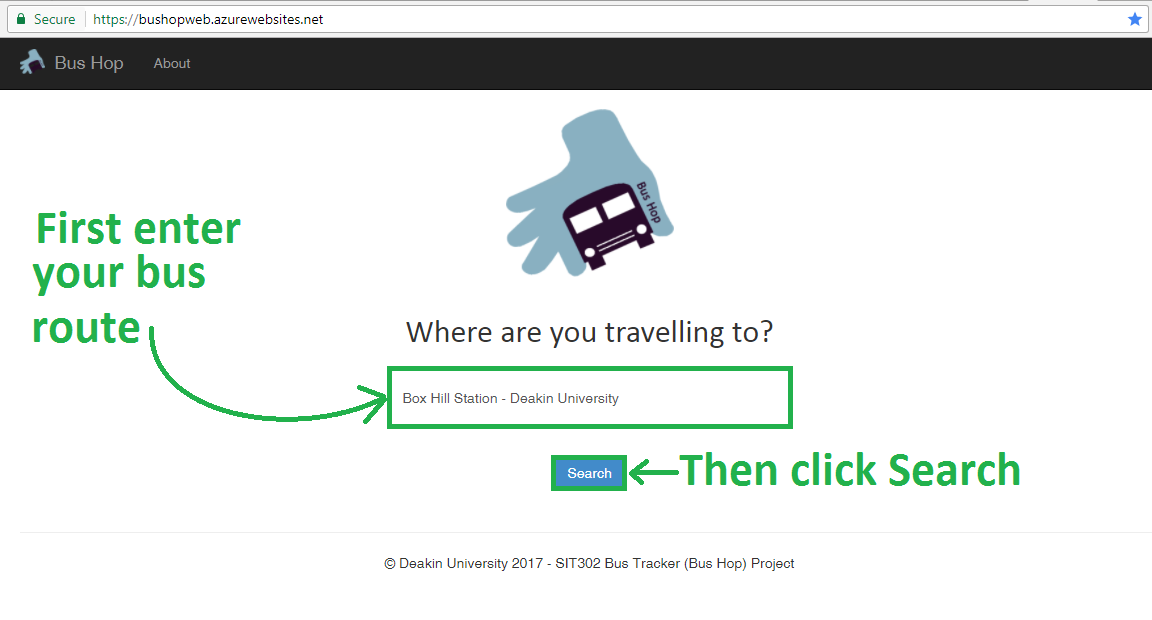 Secure https://bushopweb.azurewebsites.net
Bus Hop About
Bus Hop
First enter
your bus
route
Where are you travelling to?
Box Hill Station - Deakin University
Search
Then click Search
© Deakin University 2017 - SIT302 Bus Tracker (Bus Hop) Project